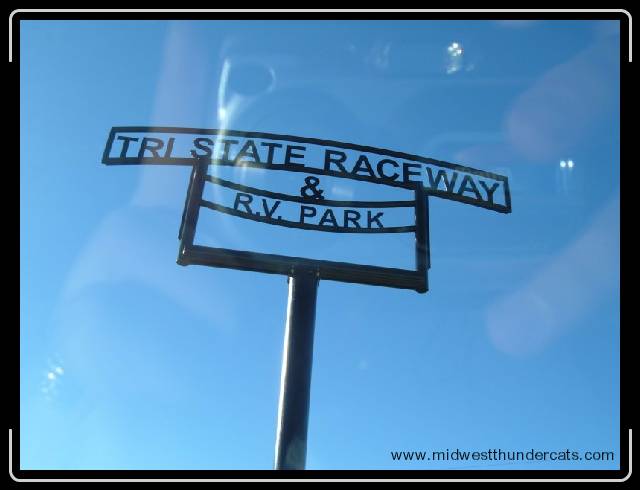 TRI STATE RACEWAY
&
R.V. PARK
www.midwestthundercats.com